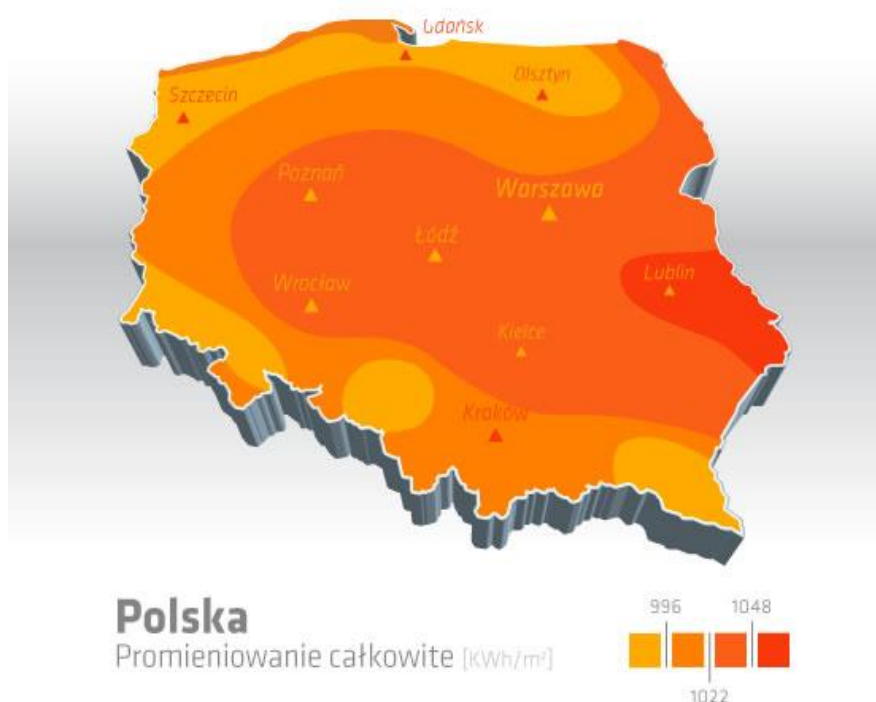 Gdańsk
Olsztyn
Szczecin
Poznań
Warszawa
Łódź
Lublin
Wrocław
Kielce
Kraków
Polska
Promieniowanie całkowite [KWh/m²]
996 1048
1022